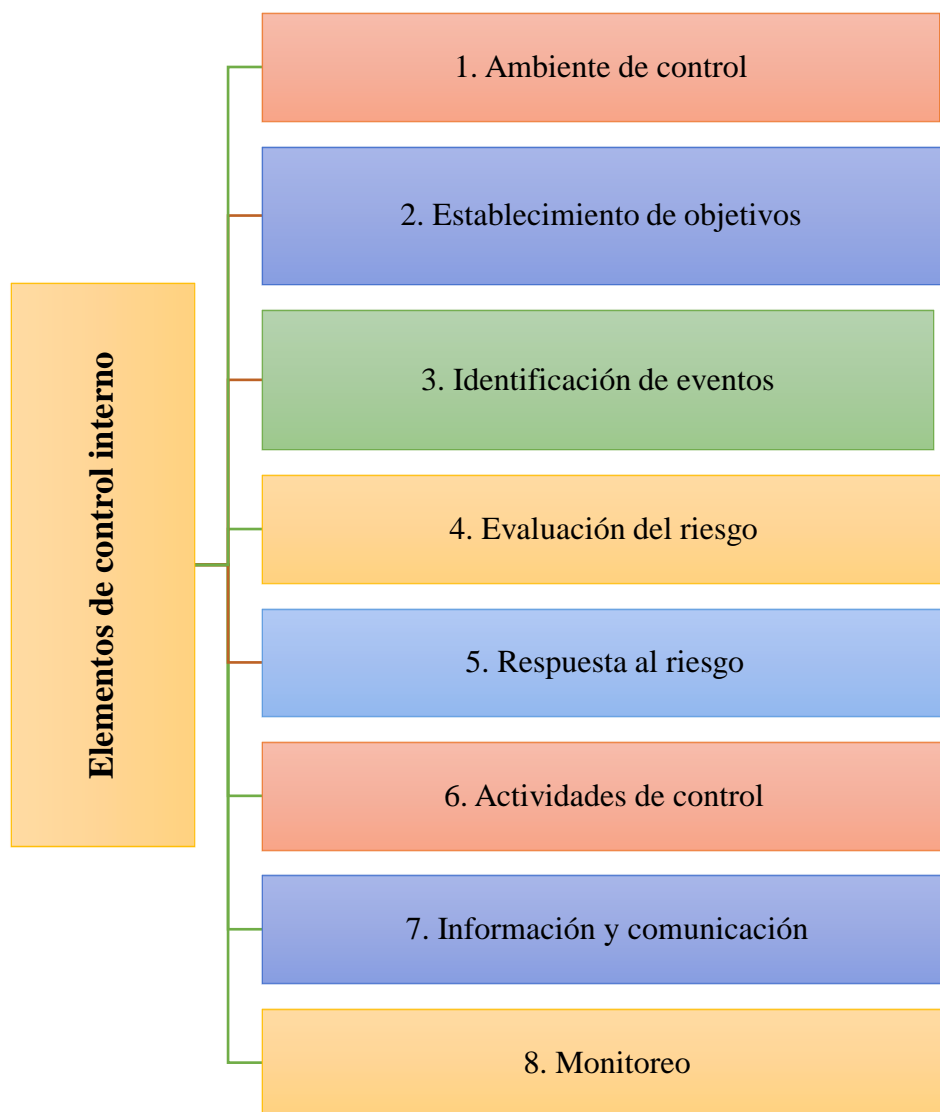 Elementos de control interno
1. Ambiente de control
2. Establecimiento de objetivos
3. Identificación de eventos
4. Evaluación del riesgo
5. Respuesta al riesgo
6. Actividades de control
7. Información y comunicación
8. Monitoreo